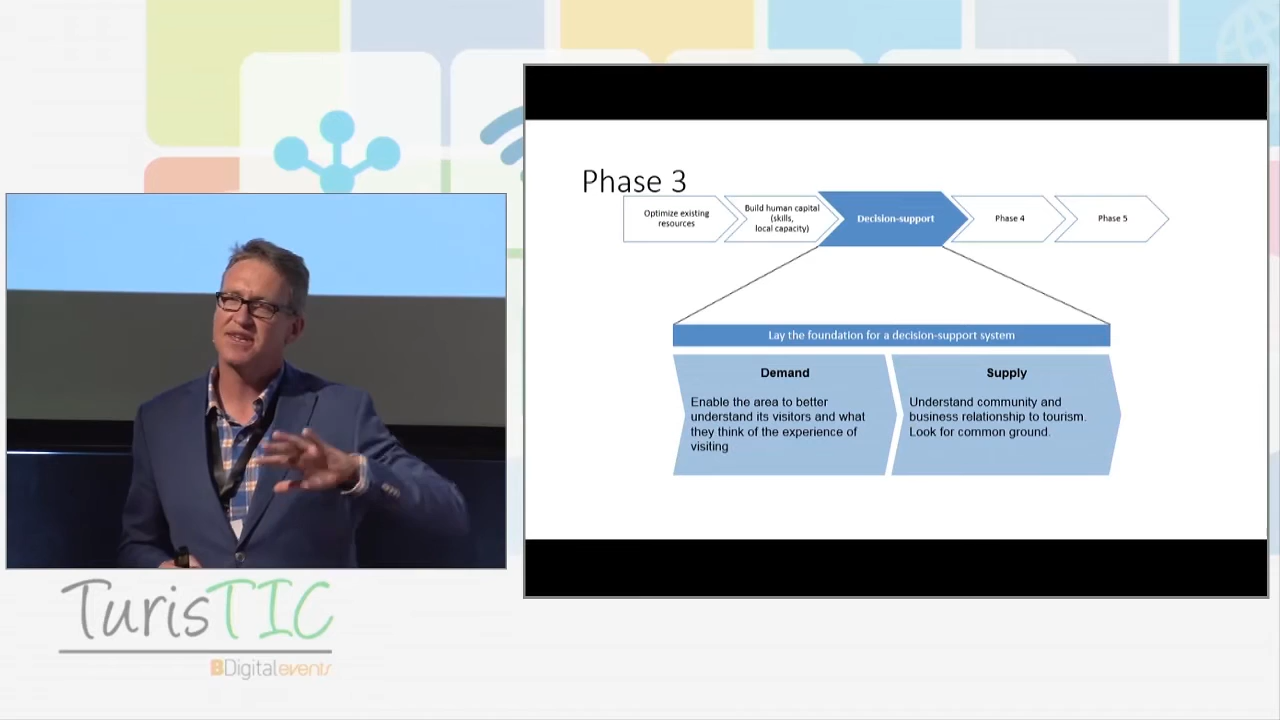 Phase 3
Optimize existing
resources
Build human capital
(skills,
local capacity)
Decision-support
Phase 4
Phase 5
Lay the foundation for a decision-support system
Demand
Enable the area to better
understand its visitors and what
they think of the experience of
visiting
Supply
Understand community and
business relationship to tourism.
Look for common ground.
TurisTIC
BDigitalevents